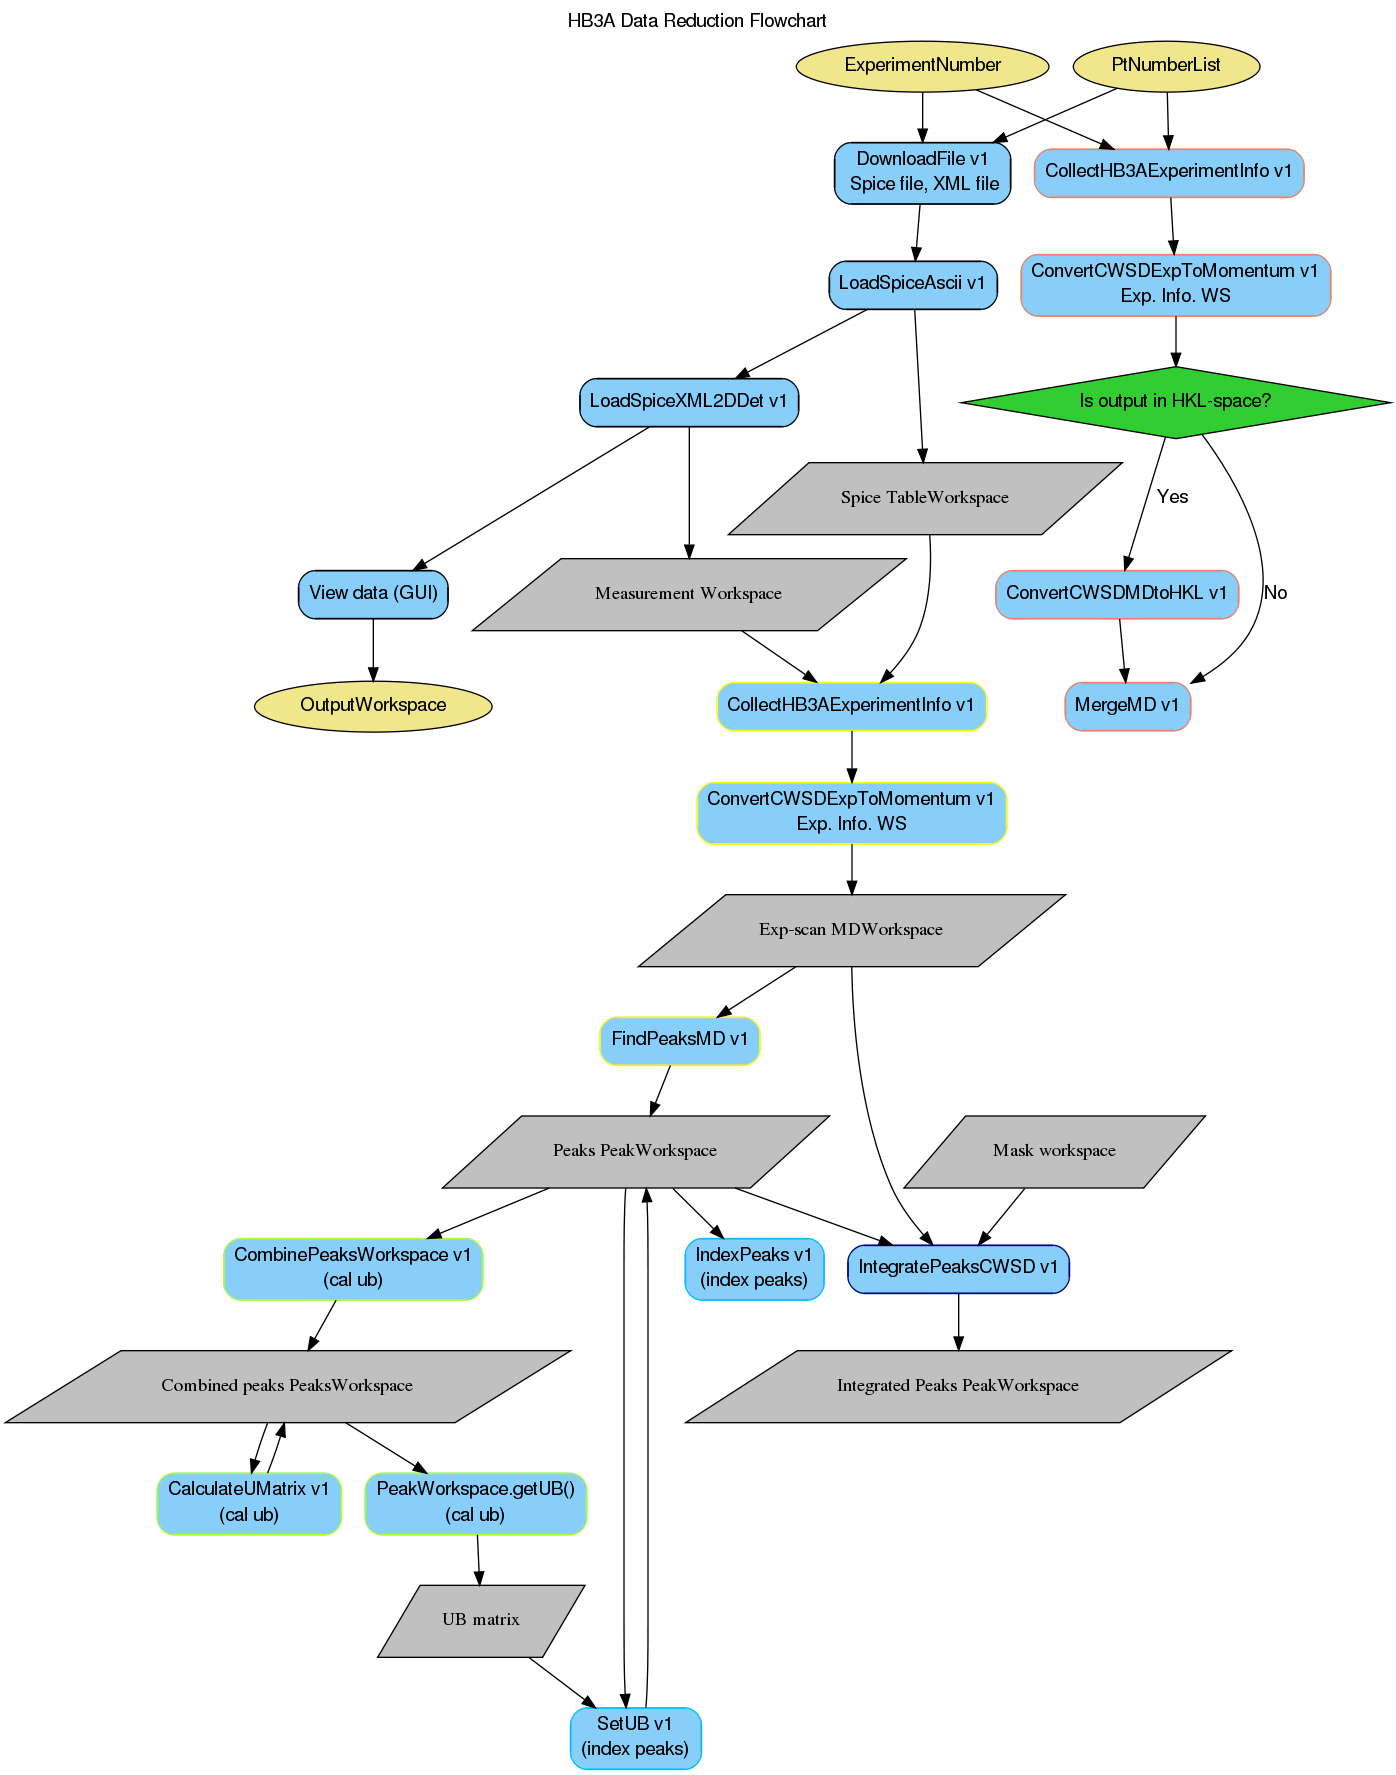 HB3A Data Reduction Flowchart
ExperimentNumber
PtNumberList
DownloadFile v1
Spice file, XML file
CollectHB3AExperimentInfo v1
LoadSpiceAscii v1
ConvertCWSDExpToMomentum v1
Exp. Info. WS
LoadSpiceXML2DDet v1
Is output in HKL-space?
Spice TableWorkspace
Yes
View data (GUI)
Measurement Workspace
ConvertCWSDMDtoHKL v1
No
OutputWorkspace
CollectHB3AExperimentInfo v1
MergeMD v1
ConvertCWSDExpToMomentum v1
Exp. Info. WS
Exp-scan MDWorkspace
FindPeaksMD v1
Peaks PeakWorkspace
Mask workspace
CombinePeaksWorkspace v1
(cal ub)
IndexPeaks v1
(index peaks)
IntegratePeaksCWSD v1
Combined peaks PeaksWorkspace
Integrated Peaks PeakWorkspace
CalculateUMatrix v1
(cal ub)
PeakWorkspace.getUB()
(cal ub)
UB matrix
SetUB v1
(index peaks)